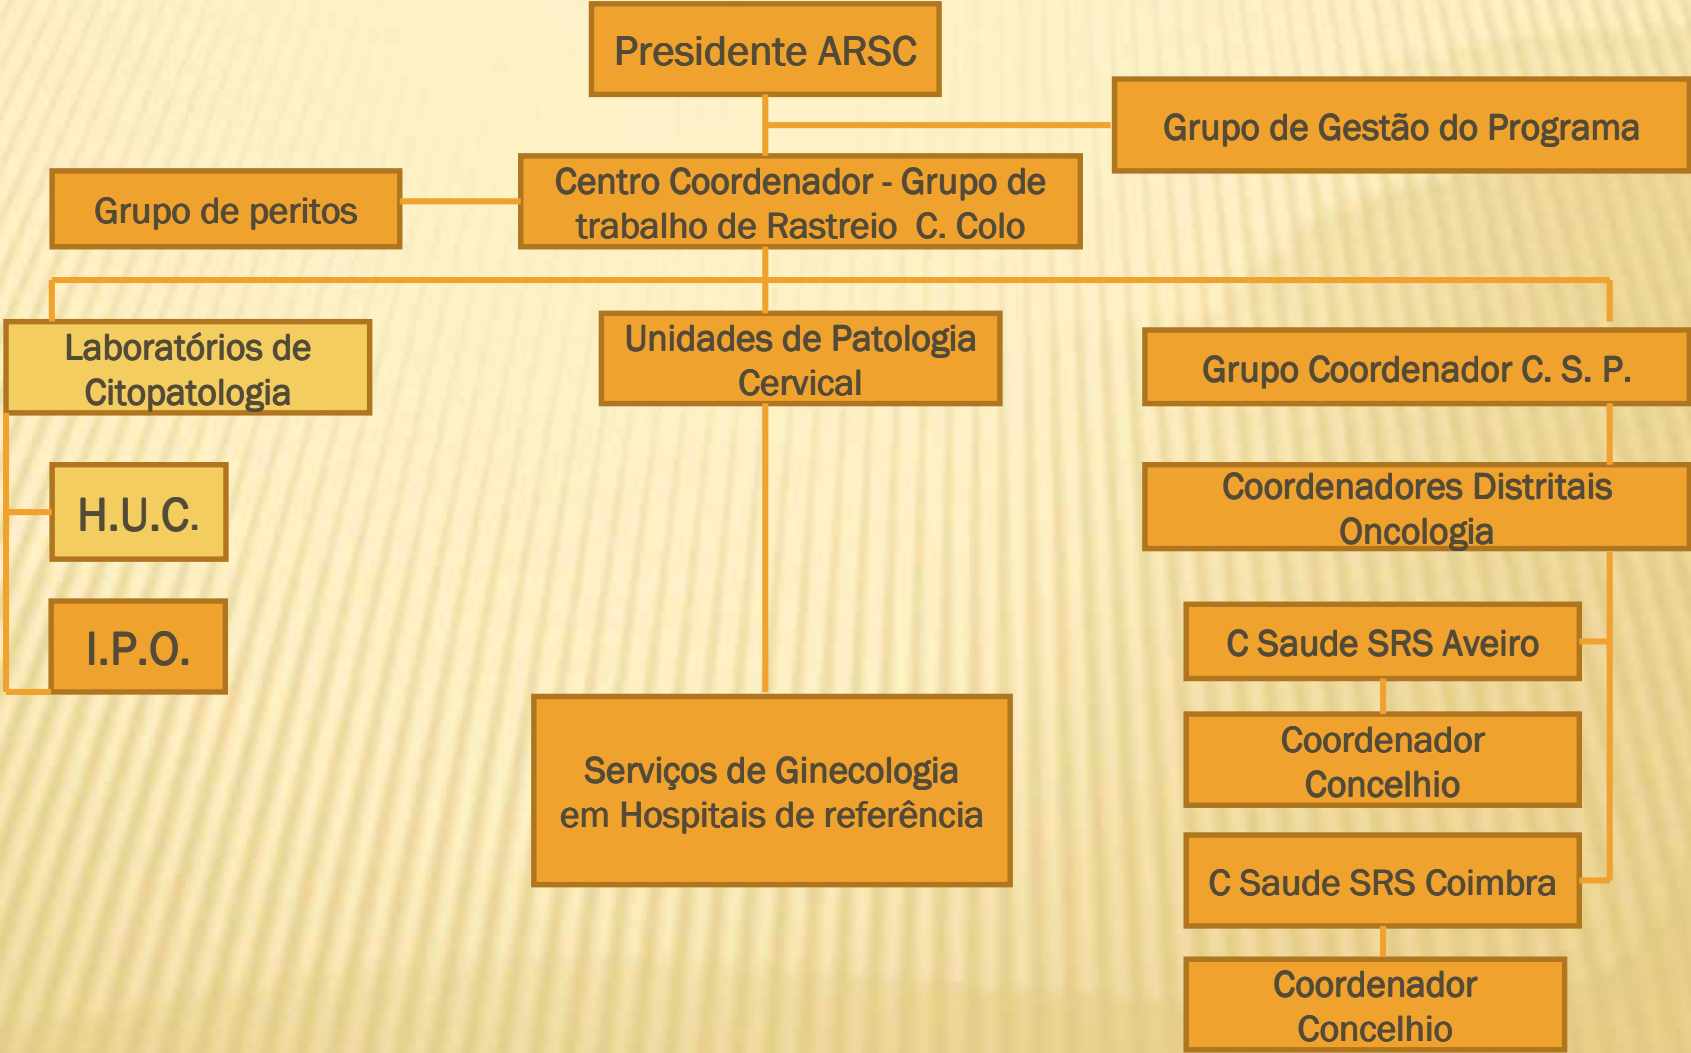 Presidente ARSC
Grupo de Gestão do Programa
Centro Coordenador - Grupo de
trabalho de Rastreio C. Colo
Grupo de peritos
Laboratórios de
Citopatologia
Unidades de Patologia
Cervical
Grupo Coordenador C. S. P.
H.U.C.
Coordenadores Distritais
Oncologia
I.P.O.
C Saude SRS Aveiro
Coordenador
Concelhio
Serviços de Ginecologia
em Hospitais de referência
C Saude SRS Coimbra
Coordenador
Concelhio